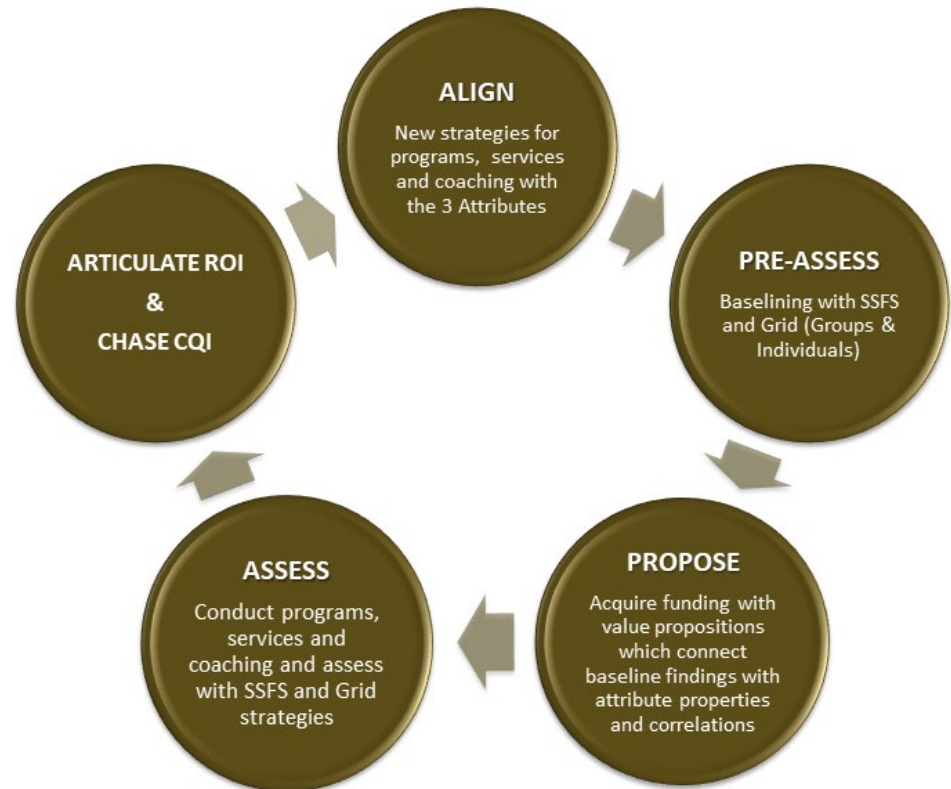 ALIGN
New strategies for
programs, services
and coaching with
the 3 Attributes
PRE-ASSESS
Baselining with SSFS
and Grid (Groups &
Individuals)
PROPOSE
Acquire funding with
value propositions
which connect
baseline findings with
attribute properties
and correlations
ASSESS
Conduct programs,
services and
coaching and assess
with SSFS and Grid
strategies
ARTICULATE ROI
&
CHASE CQI